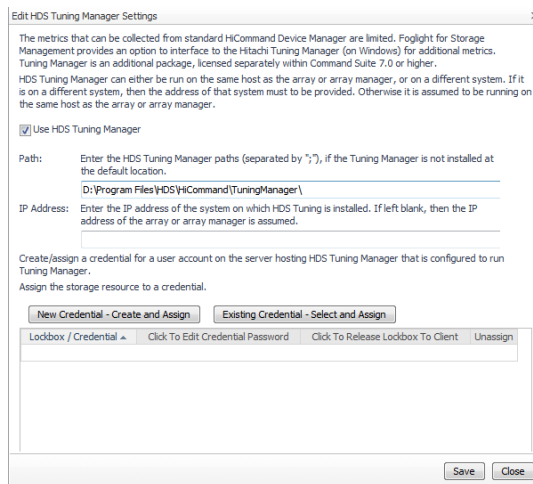 Edit HDS Tuning Manager Settings
The metrics that can be collected from standard HiCommand Device Manager are limited. Foglight for Storage
Management provides an option to interface to the Hitachi Tuning Manager (on Windows) for additional metrics.
Tuning Manager is an additional package, licensed separately within Command Suite 7.0 or higher.
HDS Tuning Manager can either be run on the same host as the array or array manager, or on a different system. If it
is on a different system, then the address of that system must to be provided. Otherwise it is assumed to be running on
the same host as the array or array manager.
Use HDS Tuning Manager
Path: Enter the HDS Tuning Manager paths (separated by ";"), if the Tuning Manager is not installed at
the default location.
D:\Program Files\HDS\HiCommand\TuningManager\
IP Address: Enter the IP address of the system on which HDS Tuning is installed. If left blank, then the IP
address of the array or array manager is assumed.
Create/assign a credential for a user account on the server hosting HDS Tuning Manager that is configured to run
Tuning Manager.
Assign the storage resource to a credential.
New Credential - Create and Assign Existing Credential - Select and Assign
Lockbox / Credential Click To Edit Credential Password Click To Release Lockbox To Client Unassign
Save Close